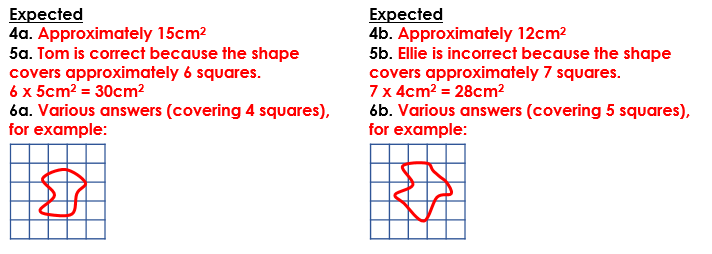 Expected
4a. Approximately 15cm²
5a. Tom is correct because the shape
covers approximately 6 squares.
6 x 5cm² = 30cm²
6a. Various answers (covering 4 squares),
for example:
Expected
4b. Approximately 12cm²
5b. Ellie is incorrect because the shape
covers approximately 7 squares.
7 x 4cm² = 28cm²
6b. Various answers (covering 5 squares),
for example: